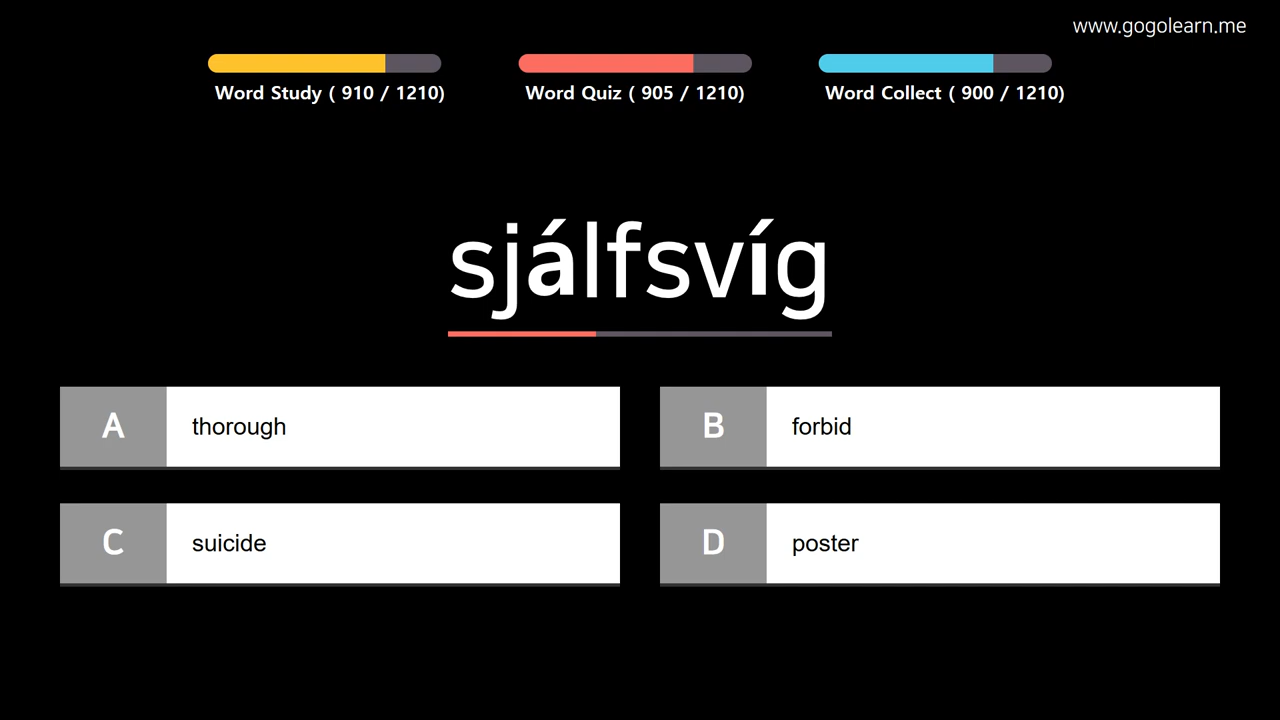 www.gogolearn.me
Word Study ( 910 / 1210)
Word Quiz ( 905 / 1210)
Word Collect ( 900 / 1210)
sjálfsvíg
A thorough
B forbid
C suicide
D poster